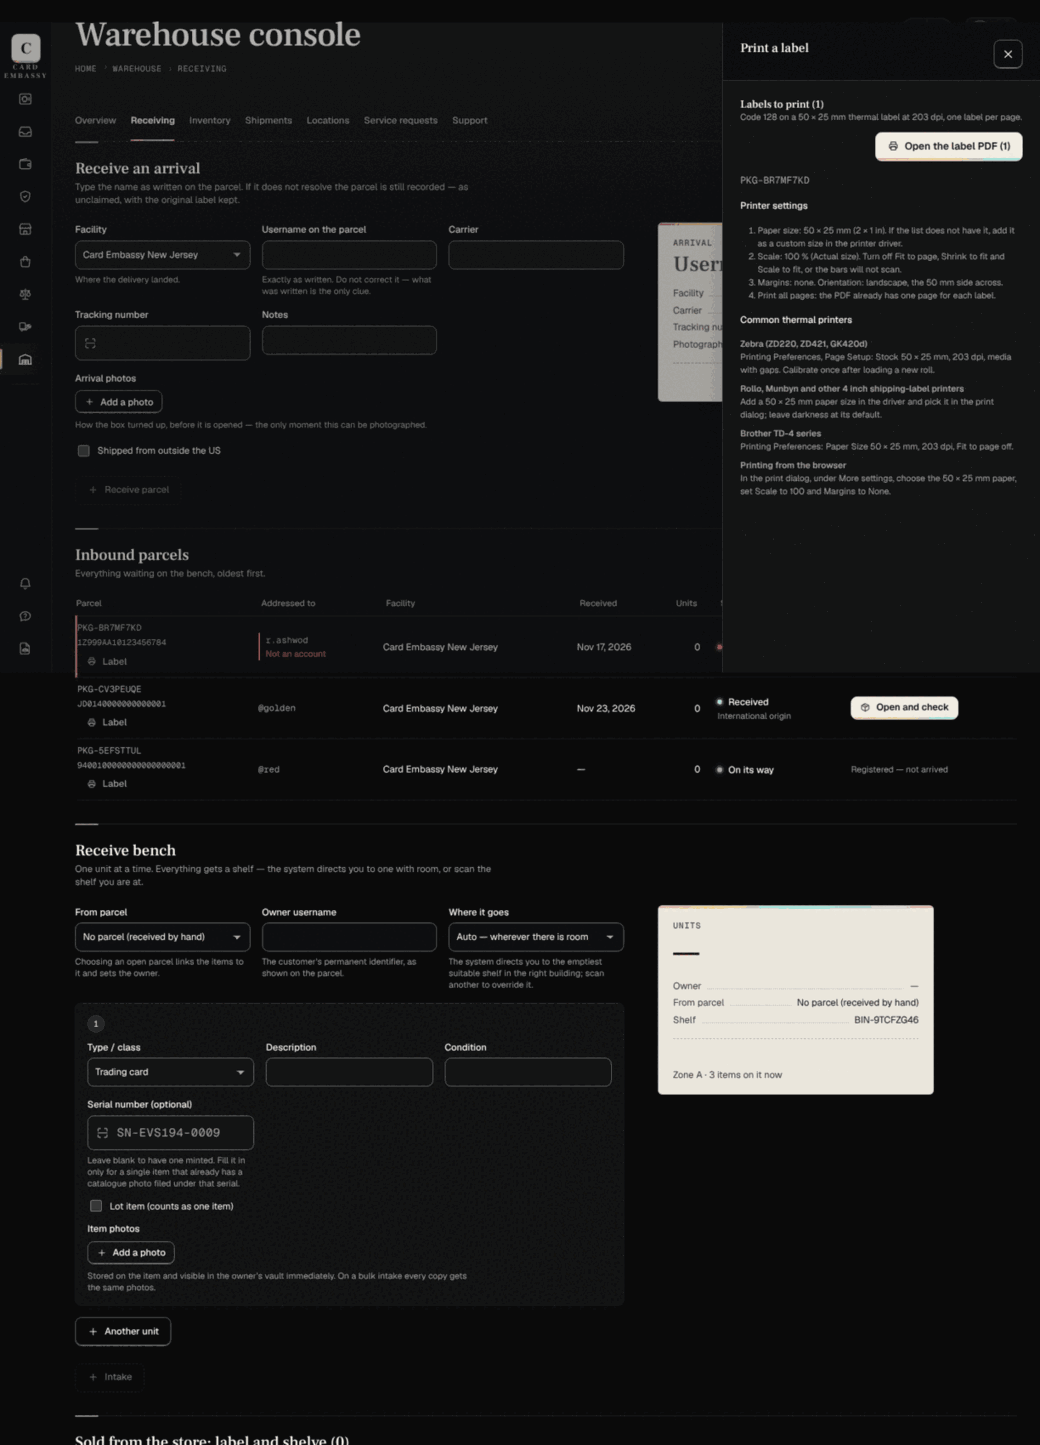 Warehouse console
HOME › WAREHOUSE › RECEIVING
C
CARD
EMBASSY
Overview Receiving Inventory Shipments Locations Service requests Support
Receive an arrival
Type the name as written on the parcel. If it does not resolve the parcel is still recorded — as
unclaimed, with the original label kept.
Facility Username on the parcel Carrier
Card Embassy New Jersey
Where the delivery landed.
Exactly as written. Do not correct it — what
was written is the only clue.
Tracking number Notes
Arrival photos
+ Add a photo
How the box turned up, before it is opened — the only moment this can be photographed.
Shipped from outside the US
+ Receive parcel
ARRIVAL
Usern
Facility
Carrier
Tracking nu
Photograph
Print a label
Labels to print (1)
Code 128 on a 50 × 25 mm thermal label at 203 dpi, one label per page.
Open the label PDF (1)
PKG-BR7MF7KD
Printer settings
1. Paper size: 50 × 25 mm (2 × 1 in). If the list does not have it, add it
as a custom size in the printer driver.
2. Scale: 100 % (Actual size). Turn off Fit to page, Shrink to fit and
Scale to fit, or the bars will not scan.
3. Margins: none. Orientation: landscape, the 50 mm side across.
4. Print all pages: the PDF already has one page for each label.
Common thermal printers
Zebra (ZD220, ZD421, GK420d)
Printing Preferences, Page Setup: Stock 50 × 25 mm, 203 dpi, media
with gaps. Calibrate once after loading a new roll.
Rollo, Munbyn and other 4 inch shipping-label printers
Add a 50 × 25 mm paper size in the driver and pick it in the print
dialog; leave darkness at its default.
Brother TD-4 series
Printing Preferences: Paper Size 50 × 25 mm, 203 dpi, Fit to page off.
Printing from the browser
In the print dialog, under More settings, choose the 50 × 25 mm paper,
set Scale to 100 and Margins to None.
Inbound parcels
Everything waiting on the bench, oldest first.
Parcel Addressed to Facility Received Units
PKG-BR7MF7KD
1Z999AA10123456784
Label
r.ashwod
Not an account
Card Embassy New Jersey Nov 17, 2026 0
PKG-CV3PEUQE
JD014000000000001
Label
@golden Card Embassy New Jersey Nov 23, 2026 0
Received
International origin
Open and check
PKG-5EFSTTUL
Label
@red Card Embassy New Jersey — 0 On its way Registered — not arrived
Receive bench
One unit at a time. Everything gets a shelf — the system directs you to one with room, or scan the
shelf you are at.
From parcel Owner username Where it goes
No parcel (received by hand)
Auto — wherever there is room
Choosing an open parcel links the items to
it and sets the owner.
The customer's permanent identifier, as
shown on the parcel.
The system directs you to the emptiest
suitable shelf in the right building; scan
another to override it.
1
Type / class Description Condition
Trading card
Serial number (optional)
SN-EVS194-0009
Leave blank to have one minted. Fill it in
only for a single item that already has a
catalogue photo filed under that serial.
Lot item (counts as one item)
Item photos
+ Add a photo
Stored on the item and visible in the owner's vault immediately. On a bulk intake every copy gets
the same photos.
+ Another unit
+ Intake
UNITS
—
Owner —
From parcel No parcel (received by hand)
Shelf BIN-9TCFZG46
Zone A · 3 items on it now
Sold from the store: label and shelve (0)